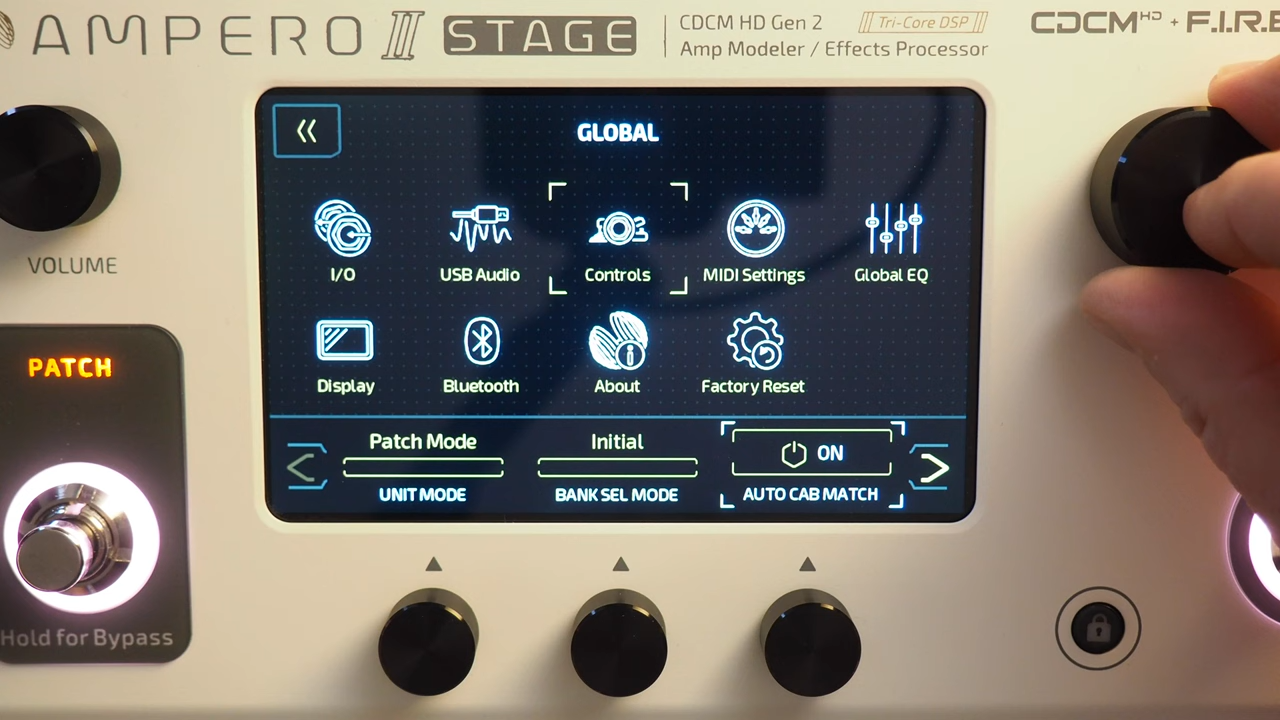 AMPERO II STAGE
CDCM HD Gen 2
Tri-Core DSP
Amp Modeler / Effects Processor
CDCM HD + F.I.R.E
VOLUME
PATCH
Hold for Bypass
GLOBAL
I/O
USB Audio
Controls
MIDI Settings
Global EQ
Display
Bluetooth
About
Factory Reset
Patch Mode
Initial
ON
UNIT MODE
BANK SEL MODE
AUTO CAB MATCH